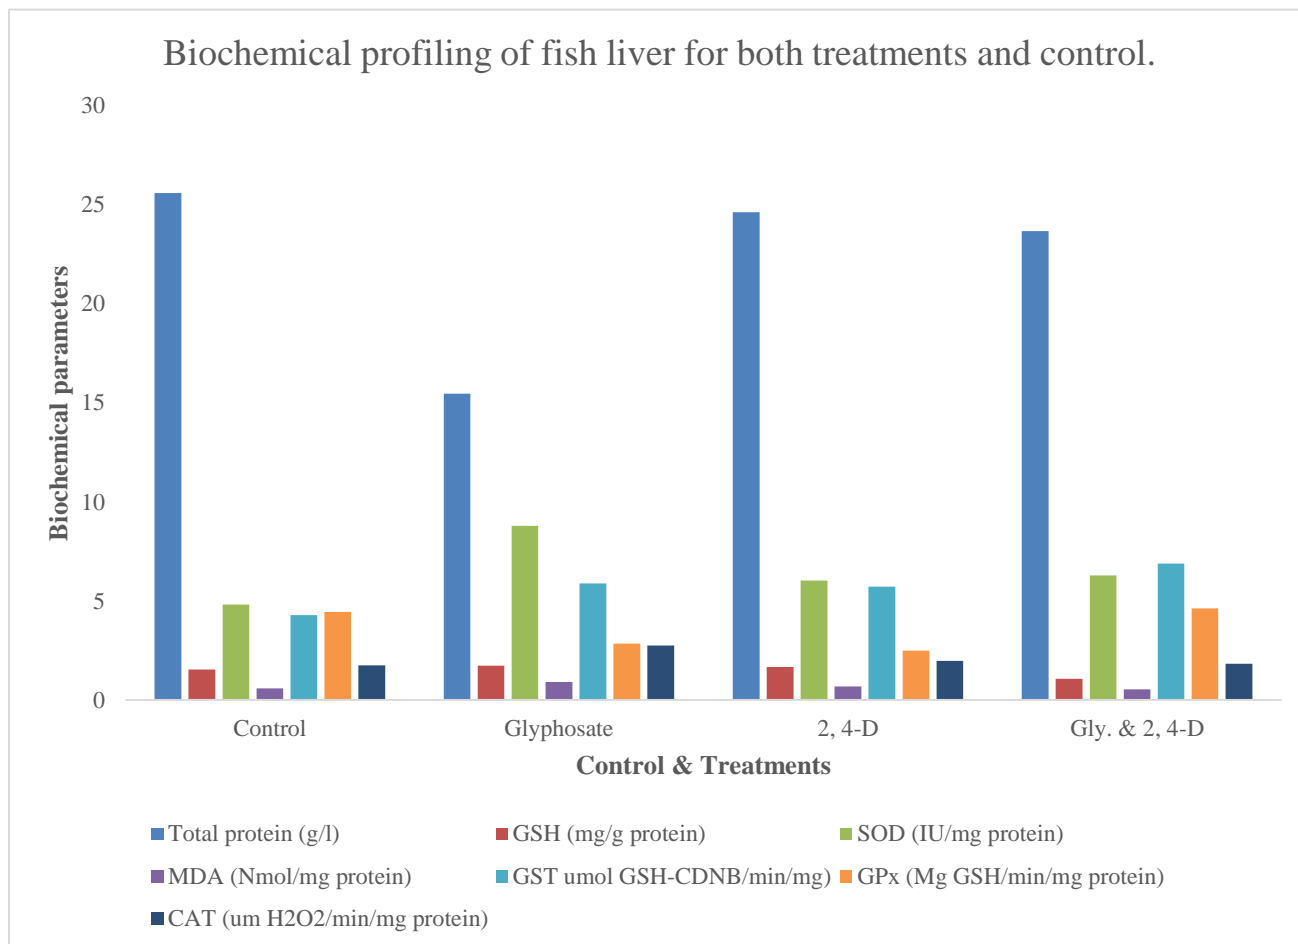 Biochemical profiling of fish liver for both treatments and control.
30
25
20
15
10
5
0
Biochemical parameters
Control
Glyphosate
2, 4-D
Gly. & 2, 4-D
Control & Treatments
Total protein (g/l)
GSH (mg/g protein)
SOD (IU/mg protein)
MDA (Nmol/mg protein)
GST umol GSH-CDNB/min/mg)
GPx (Mg GSH/min/mg protein)
CAT (um H2O2/min/mg protein)